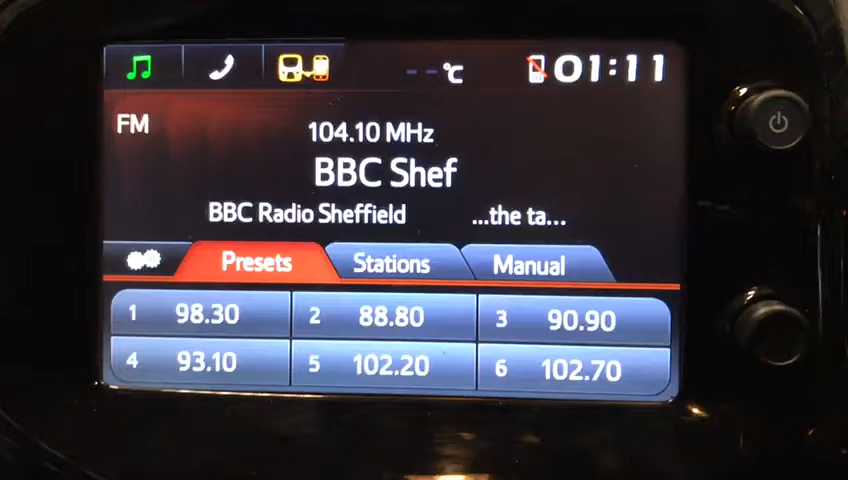 --°C 01:11
FM
104.10 MHz
BBC Shef
BBC Radio Sheffield ...the ta...
Presets Stations Manual
1 98.30 2 88.80 3 90.90
4 93.10 5 102.20 6 102.70